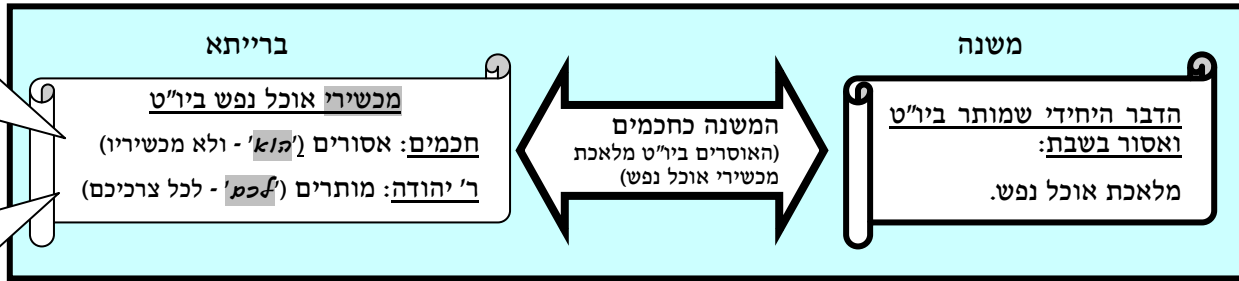 משנה
הדבר היחידי שמותר ביו"ט
ואסור בשבת:
מלאכת אוכל נפש.
המשנה כחכמים
(האוסרים ביו"ט מלאכת
מכשירי אוכל נפש)
ברייתא
מכשירי אוכל נפש ביו"ט
חכמים: אסורים ('הוא' - ולא מכשיריו)
ר' יהודה: מותרים ('לכם' - לכל צרכיכם)